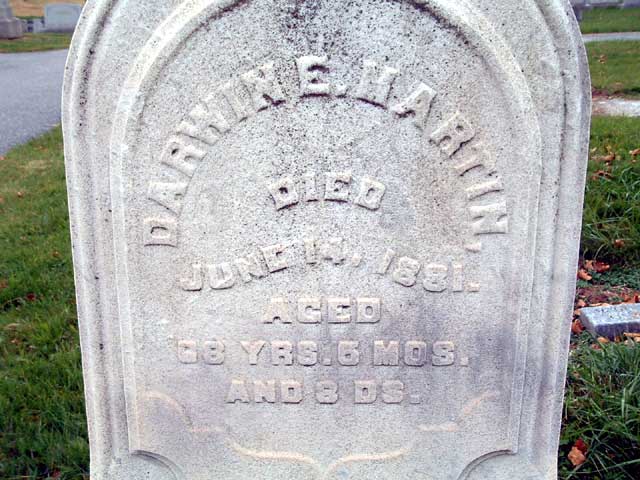 DARWIN E. MARTIN,
DIED
JUNE 14, 1881.
AGED
68 YRS. 5 MOS.
AND 8 DS.